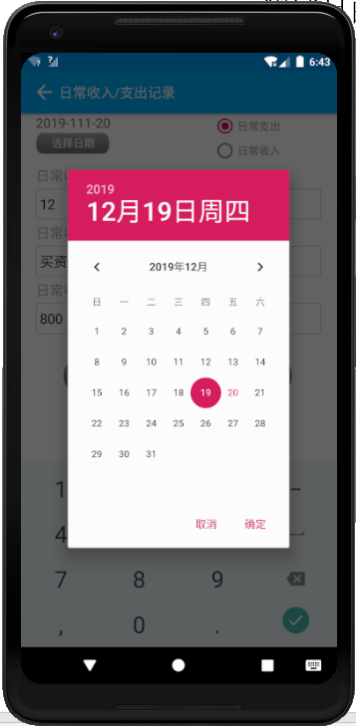 6:43
日常收入/支出记录
2019-111-20
选择日期
日常支出
日常收入
日常
12
日常
买资
日常
800
2019
12月19日周四
2019年12月
日 一 二 三 四 五 六
1 2 3 4 5 6 7
8 9 10 11 12 13 14
15 16 17 18 19 20 21
22 23 24 25 26 27 28
29 30 31
取消 确定
1 -
4
7 8 9
, 0 .